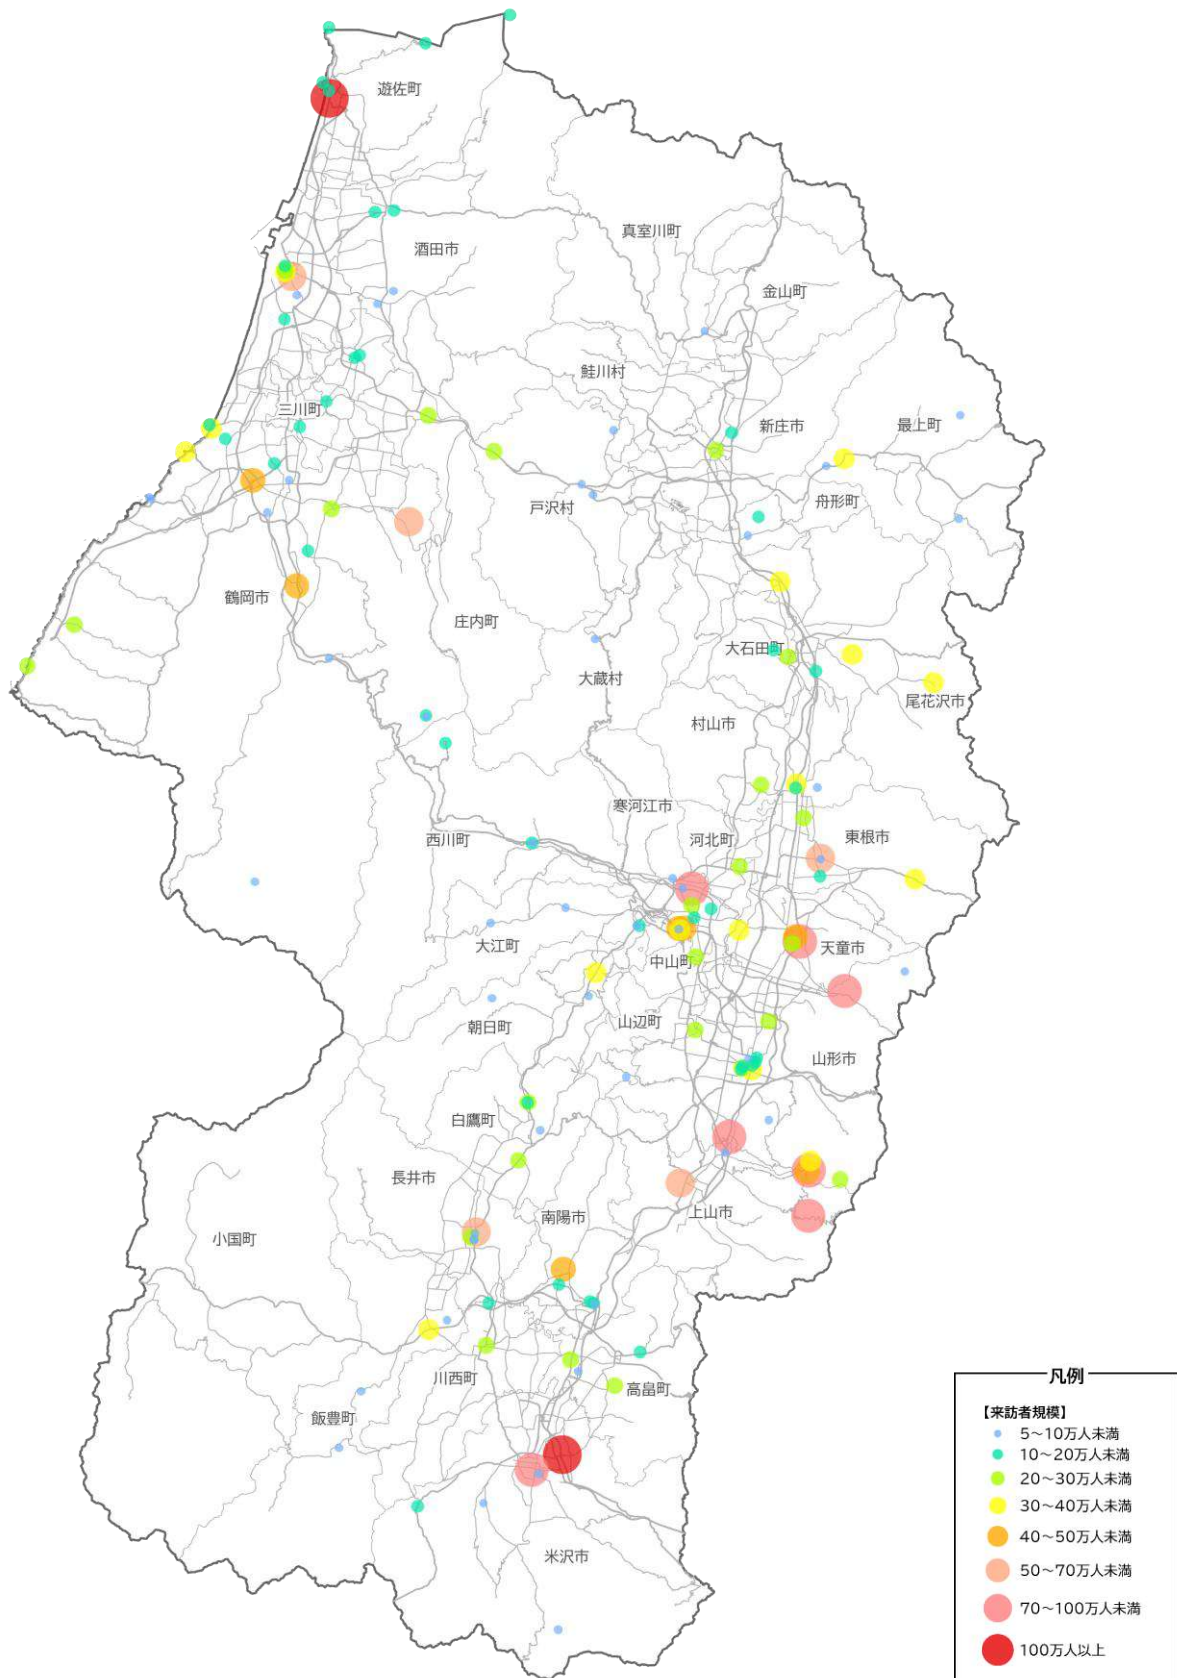 遊佐町
酒田市
真室川町
金山町
鮭川村
三川町
新庄市
最上町
戸沢村
舟形町
鶴岡市
庄内町
大石田町
大蔵村
尾花沢市
村山市
寒河江市
河北町
東根市
西川町
大江町
中山町
天童市
朝日町
山辺町
山形市
白鷹町
長井市
南陽市
上山市
小国町
川西町
高畠町
飯豊町
米沢市
凡例
【来訪者規模】
5～10万人未満
10～20万人未満
20～30万人未満
30～40万人未満
40～50万人未満
50～70万人未満
70～100万人未満
100万人以上